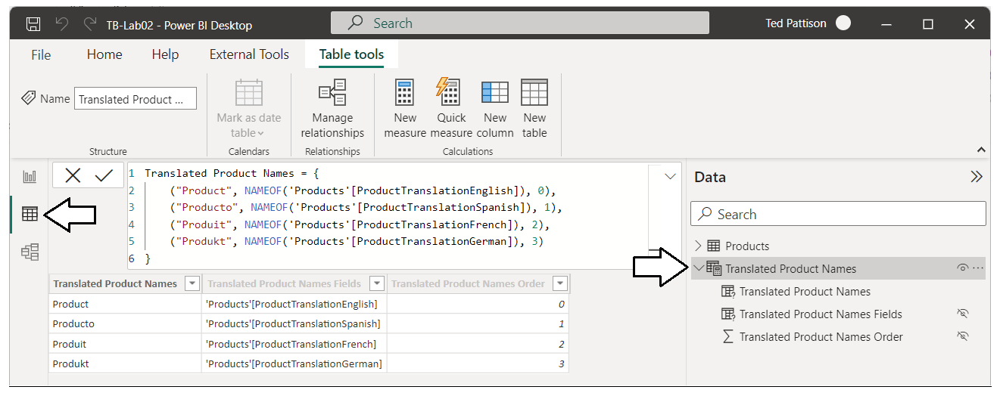 TB-Lab02 - Power BI Desktop
Search
Ted Pattison
File
Home
Help
External Tools
Table tools
Name
Translated Product ...
Structure
Mark as date
table
Calendars
Manage
relationships
Relationships
New
measure
Quick
measure
New
column
New
table
Calculations
1 Translated Product Names = {
2 ("Product", NAMEOF('Products'[ProductTranslationEnglish]), 0),
3 ("Producto", NAMEOF('Products'[ProductTranslationSpanish]), 1),
4 ("Produit", NAMEOF('Products'[ProductTranslationFrench]), 2),
5 ("Produkt", NAMEOF('Products'[ProductTranslationGerman]), 3)
6 }
Translated Product Names Translated Product Names Fields Translated Product Names Order
Product 'Products'[ProductTranslationEnglish] 0
Producto 'Products'[ProductTranslationSpanish] 1
Produit 'Products'[ProductTranslationFrench] 2
Produkt 'Products'[ProductTranslationGerman] 3
Data
Search
Products
Translated Product Names
Translated Product Names
Translated Product Names Fields
Translated Product Names Order